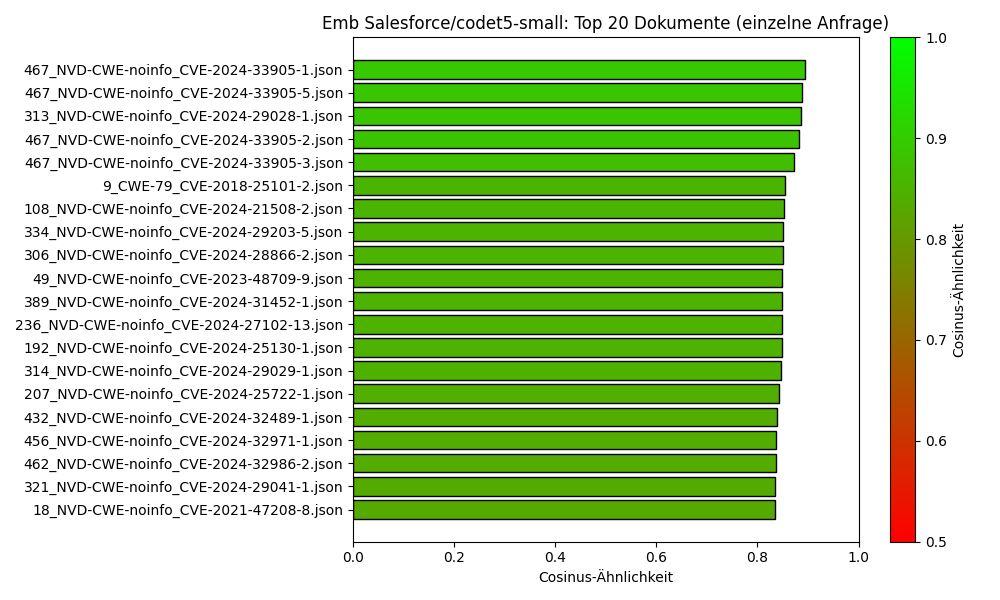 Emb Salesforce/codet5-small: Top 20 Dokumente (einzelne Anfrage)
467_NVD-CWE-noinfo_CVE-2024-33905-1.json
467_NVD-CWE-noinfo_CVE-2024-33905-5.json
313_NVD-CWE-noinfo_CVE-2024-29028-1.json
467_NVD-CWE-noinfo_CVE-2024-33905-2.json
467_NVD-CWE-noinfo_CVE-2024-33905-3.json
9_CWE-79_CVE-2018-25101-2.json
108_NVD-CWE-noinfo_CVE-2024-21508-2.json
334_NVD-CWE-noinfo_CVE-2024-29203-5.json
306_NVD-CWE-noinfo_CVE-2024-28866-2.json
49_NVD-CWE-noinfo_CVE-2023-48709-9.json
389_NVD-CWE-noinfo_CVE-2024-31452-1.json
236_NVD-CWE-noinfo_CVE-2024-27102-13.json
192_NVD-CWE-noinfo_CVE-2024-25130-1.json
314_NVD-CWE-noinfo_CVE-2024-29029-1.json
207_NVD-CWE-noinfo_CVE-2024-25722-1.json
432_NVD-CWE-noinfo_CVE-2024-32489-1.json
456_NVD-CWE-noinfo_CVE-2024-32971-1.json
462_NVD-CWE-noinfo_CVE-2024-32986-2.json
321_NVD-CWE-noinfo_CVE-2024-29041-1.json
18_NVD-CWE-noinfo_CVE-2021-47208-8.json
0.0 0.2 0.4 0.6 0.8 1.0
Cosinus-Ähnlichkeit
1.0
0.9
0.8
0.7
0.6
0.5
Cosinus-Ähnlichkeit